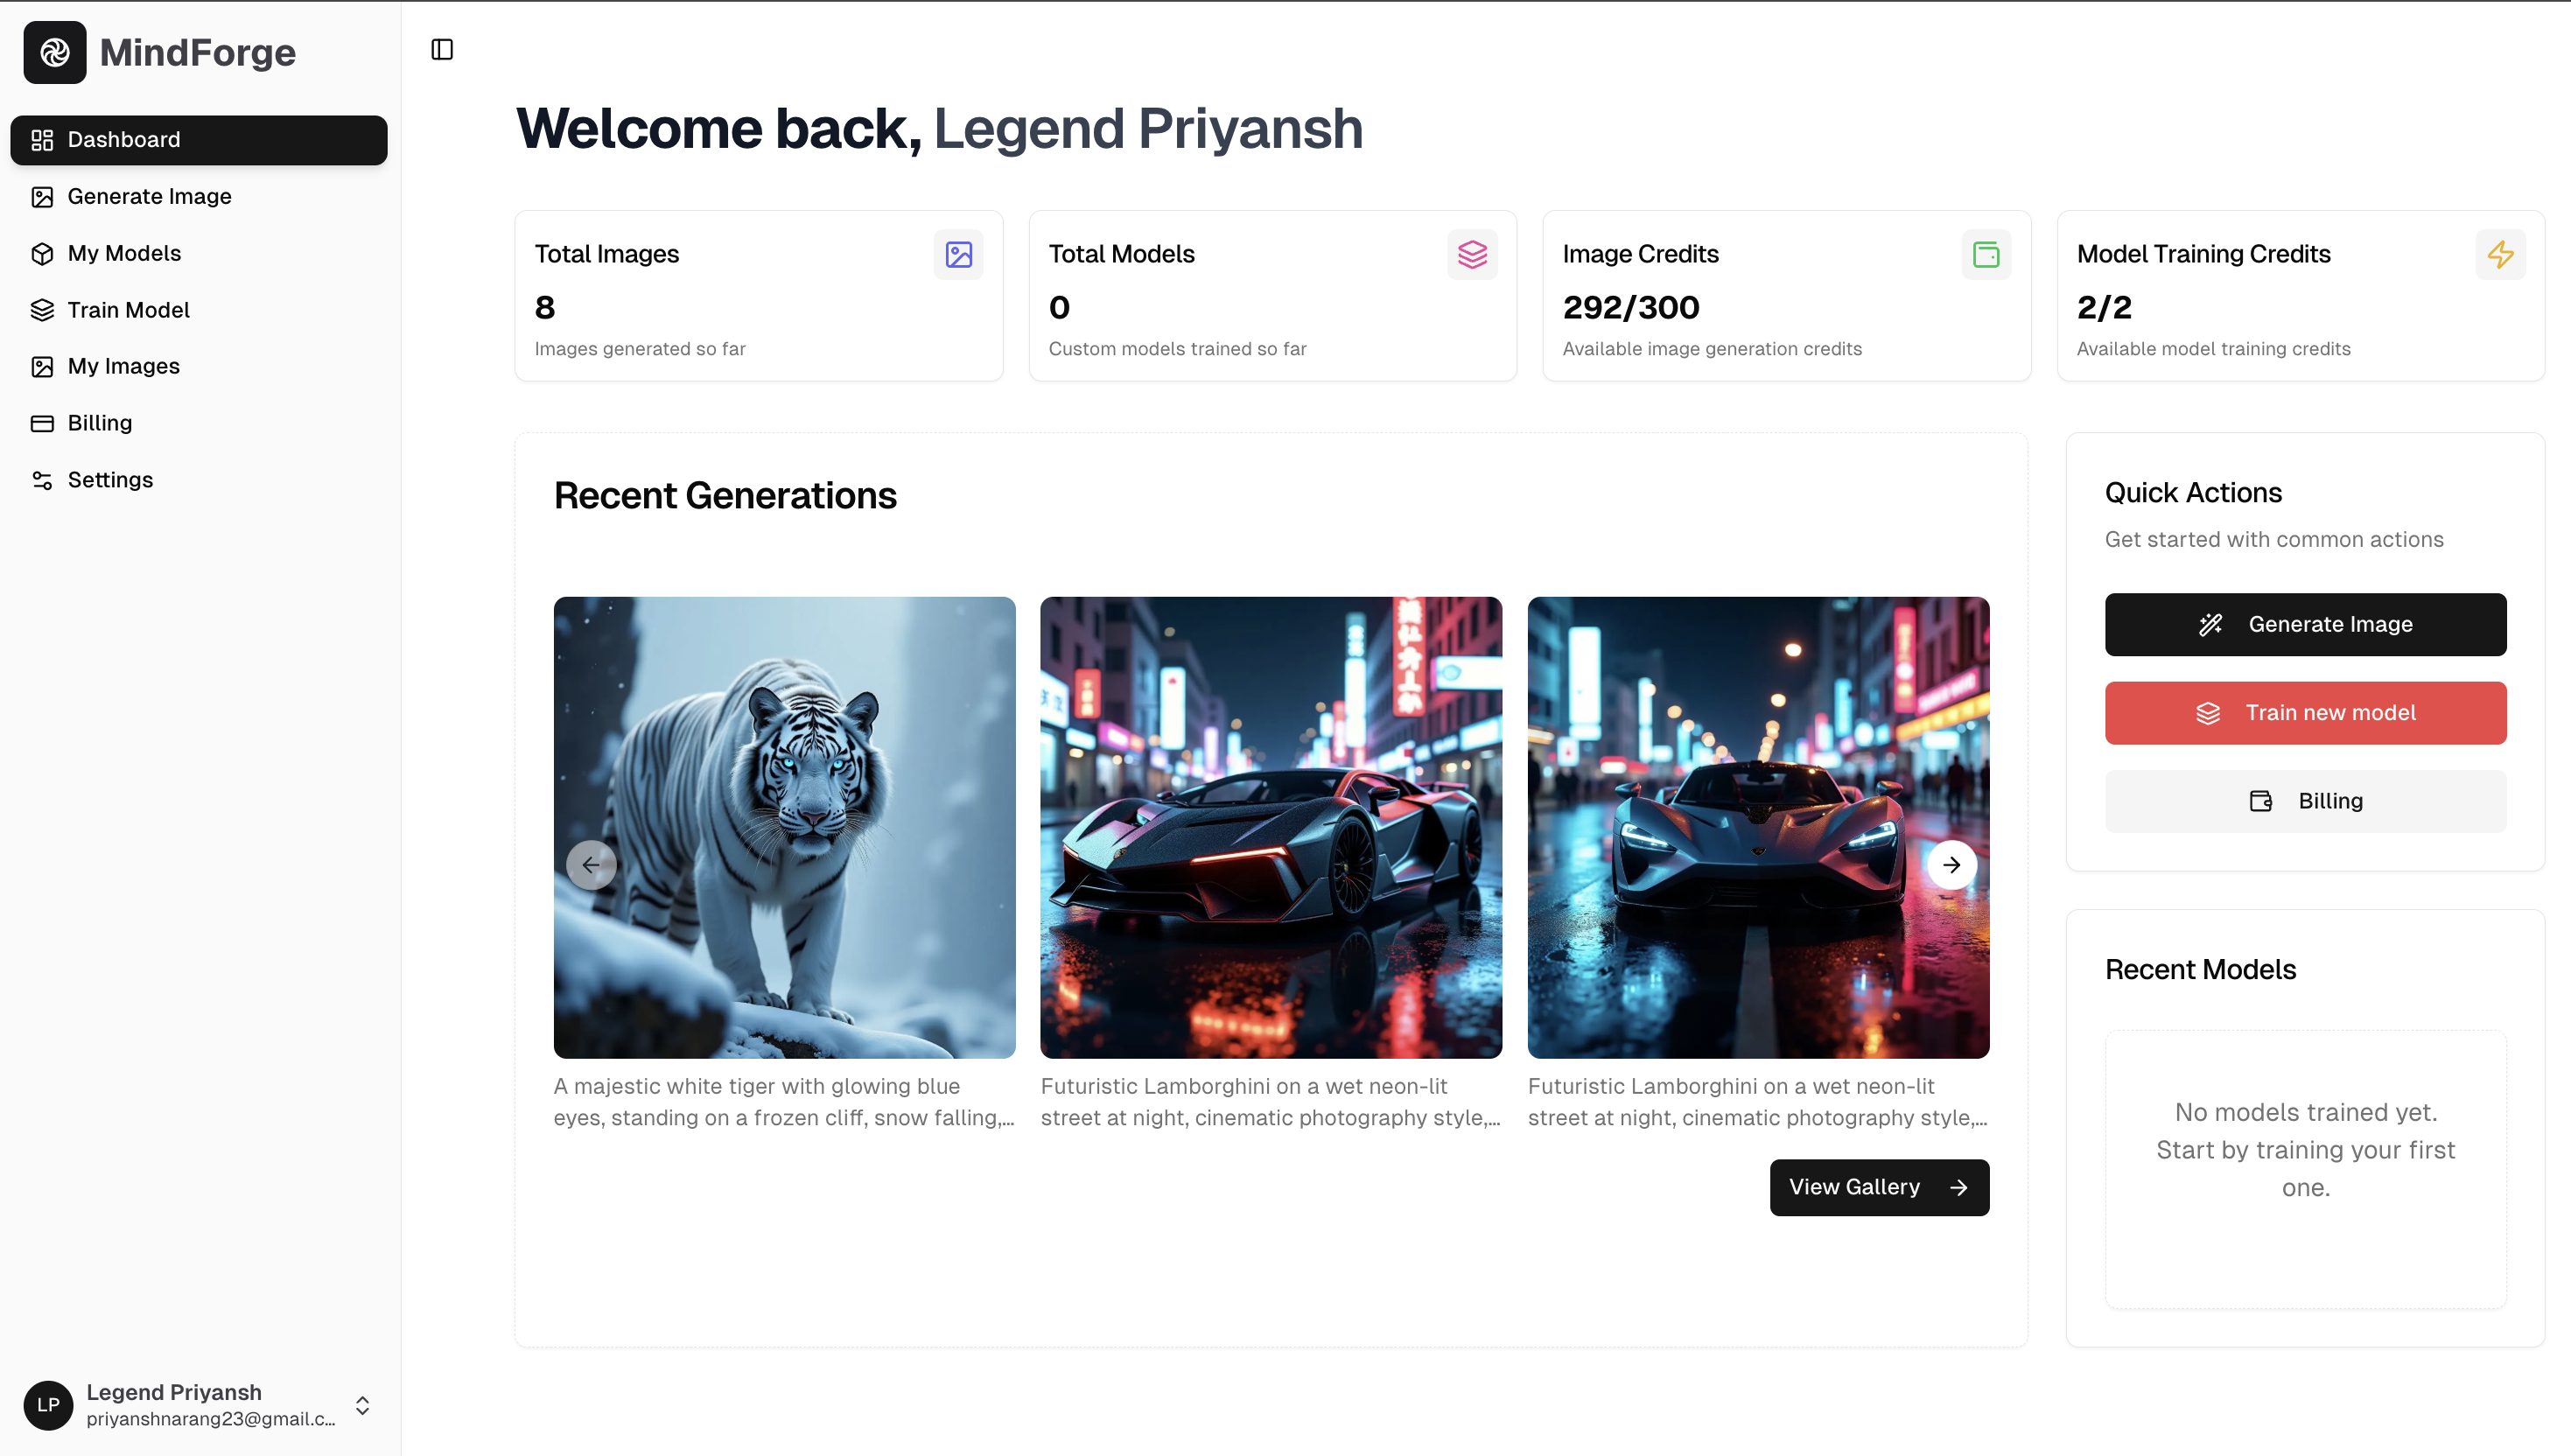 MindForge
Dashboard
Generate Image
My Models
Train Model
My Images
Billing
Settings
LP
Legend Priyansh
priyanshnarang23@gmail.c...
Welcome back, Legend Priyansh
Total Images
8
Images generated so far
Total Models
0
Custom models trained so far
Image Credits
292/300
Available image generation credits
Model Training Credits
2/2
Available model training credits
Recent Generations
A majestic white tiger with glowing blue
eyes, standing on a frozen cliff, snow falling,...
Futuristic Lamborghini on a wet neon-lit
street at night, cinematic photography style,...
Futuristic Lamborghini on a wet neon-lit
street at night, cinematic photography style,...
View Gallery
Quick Actions
Get started with common actions
Generate Image
Train new model
Billing
Recent Models
No models trained yet.
Start by training your first
one.